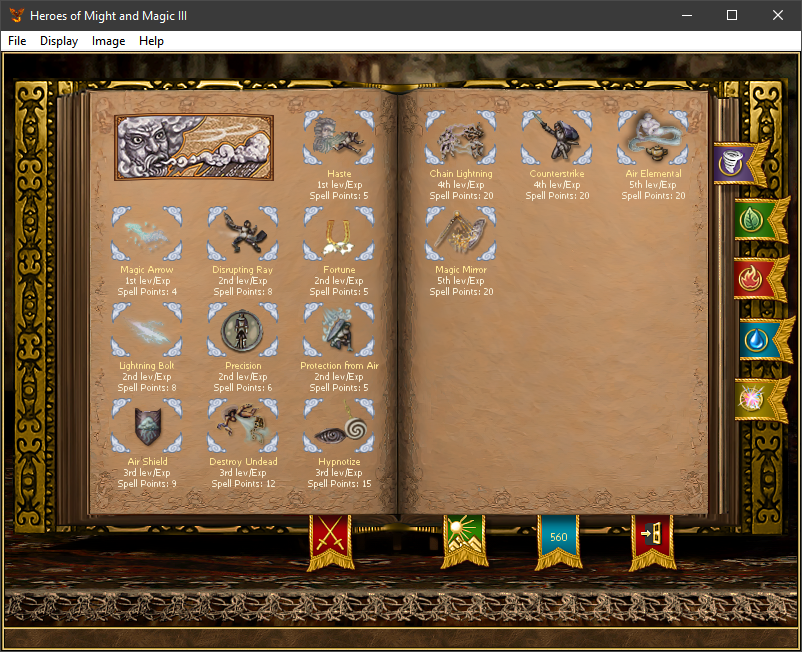 Heroes of Might and Magic III
File Display Image Help
Haste
1st lev/Exp
Spell Points: 5
Magic Arrow
1st lev/Exp
Spell Points: 4
Disrupting Ray
2nd lev/Exp
Spell Points: 8
Fortune
2nd lev/Exp
Spell Points: 5
Lightning Bolt
2nd lev/Exp
Spell Points: 8
Precision
2nd lev/Exp
Spell Points: 6
Protection from Air
2nd lev/Exp
Spell Points: 5
Air Shield
3rd lev/Exp
Spell Points: 9
Destroy Undead
3rd lev/Exp
Spell Points: 12
Hypnotize
3rd lev/Exp
Spell Points: 15
Chain Lightning
4th lev/Exp
Spell Points: 20
Counterstrike
4th lev/Exp
Spell Points: 20
Air Elemental
5th lev/Exp
Spell Points: 20
Magic Mirror
5th lev/Exp
Spell Points: 20
560